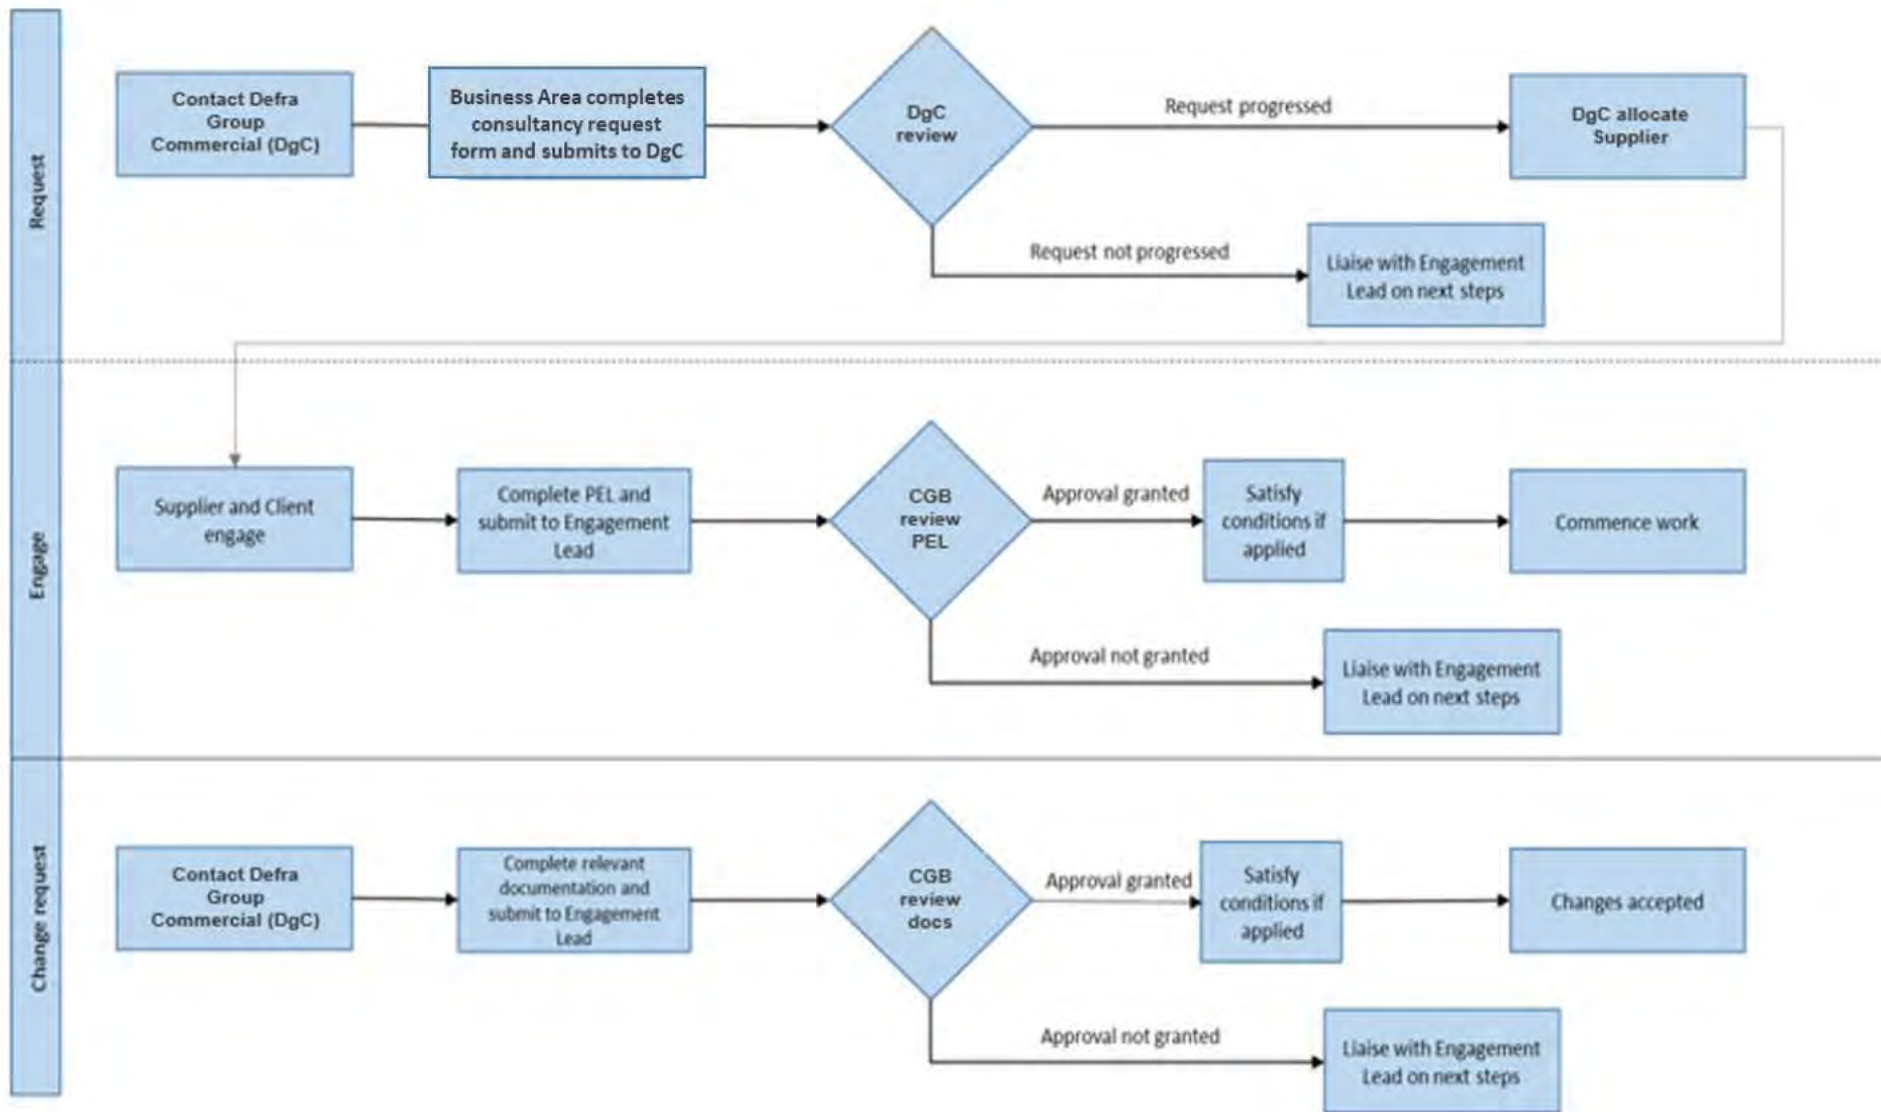 Request
Contact Defra
Group
Commercial (DgC)
Business Area completes
consultancy request
form and submits to DgC
DgC
review
Request progressed
DgC allocate
Supplier
Request not progressed
Liaise with Engagement
Lead on next steps
Engage
Supplier and Client
engage
Complete PEL and
submit to Engagement
Lead
CGB
review
PEL
Approval granted
Satisfy
conditions if
applied
Commence work
Approval not granted
Liaise with Engagement
Lead on next steps
Change request
Contact Defra
Group
Commercial (DgC)
Complete relevant
documentation and
submit to Engagement
Lead
CGB
review
docs
Approval granted
Satisfy
conditions if
applied
Changes accepted
Approval not granted
Liaise with Engagement
Lead on next steps